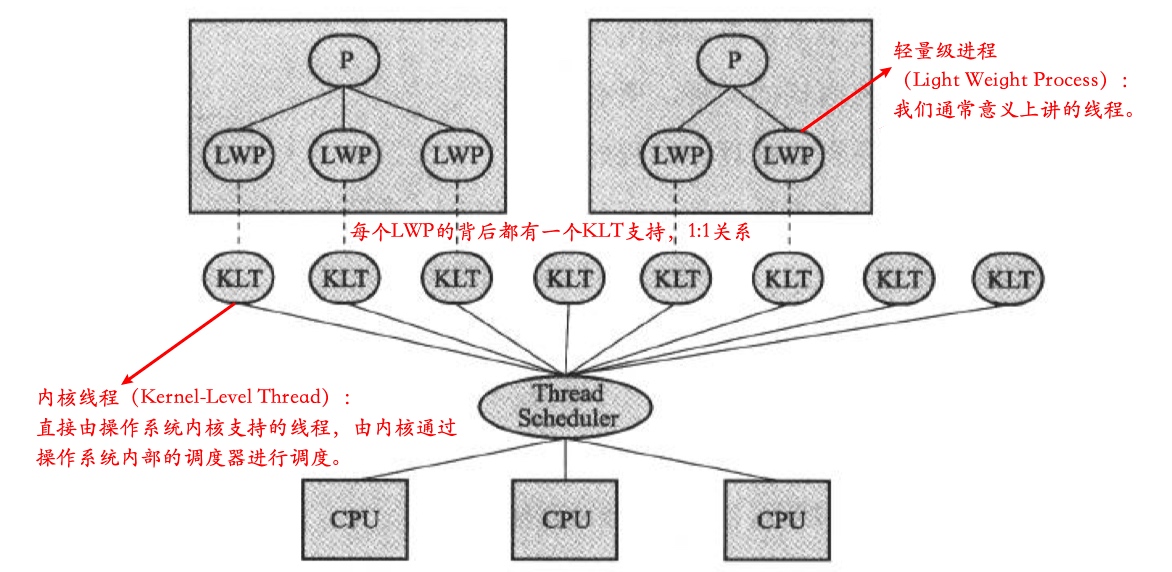 P
P
轻量级进程
（Light Weight Process）：
我们通常意义上讲的线程。
LWP LWP LWP LWP LWP
每个LWP的背后都有一个KLT支持，1:1关系
KLT KLT KLT KLT KLT KLT KLT KLT
内核线程（Kernel-Level Thread）：
直接由操作系统内核支持的线程，由内核通过
操作系统内部的调度器进行调度。
Thread
Scheduler
CPU CPU CPU